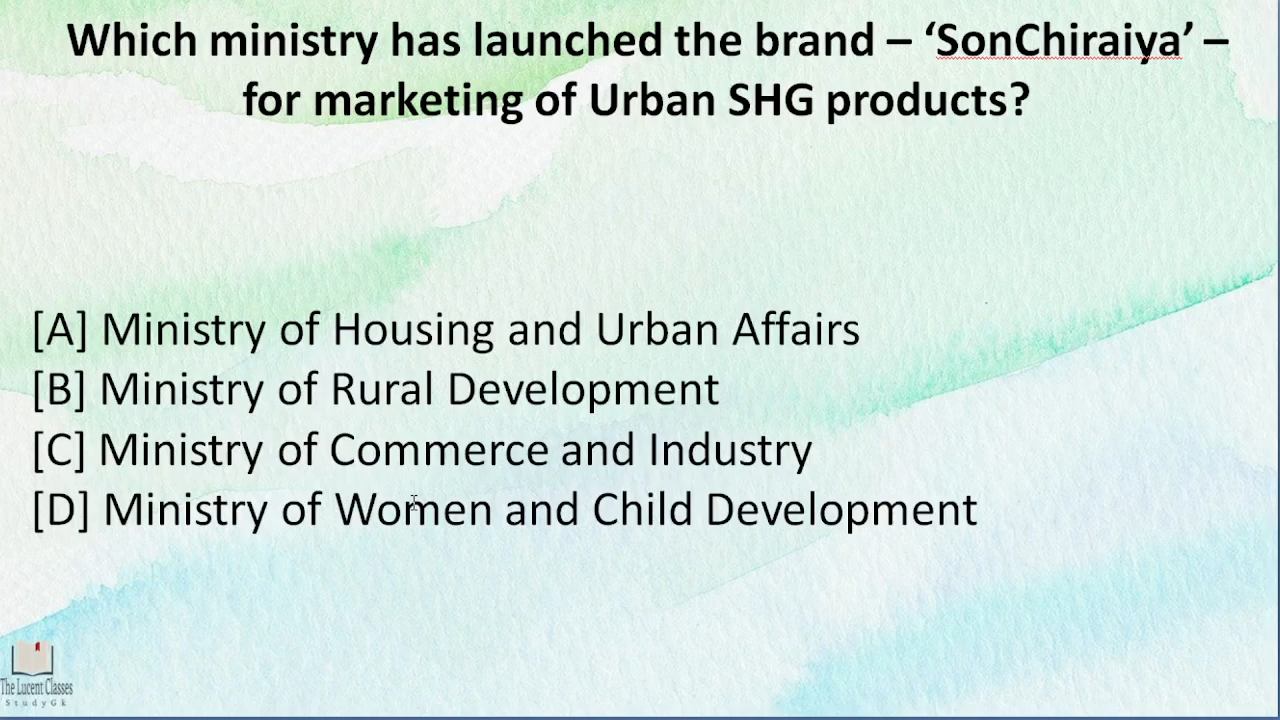 Which ministry has launched the brand – ‘SonChiraiya’ –
for marketing of Urban SHG products?
[A] Ministry of Housing and Urban Affairs
[B] Ministry of Rural Development
[C] Ministry of Commerce and Industry
[D] Ministry of Women and Child Development
The Lucent Classes
StudyGk